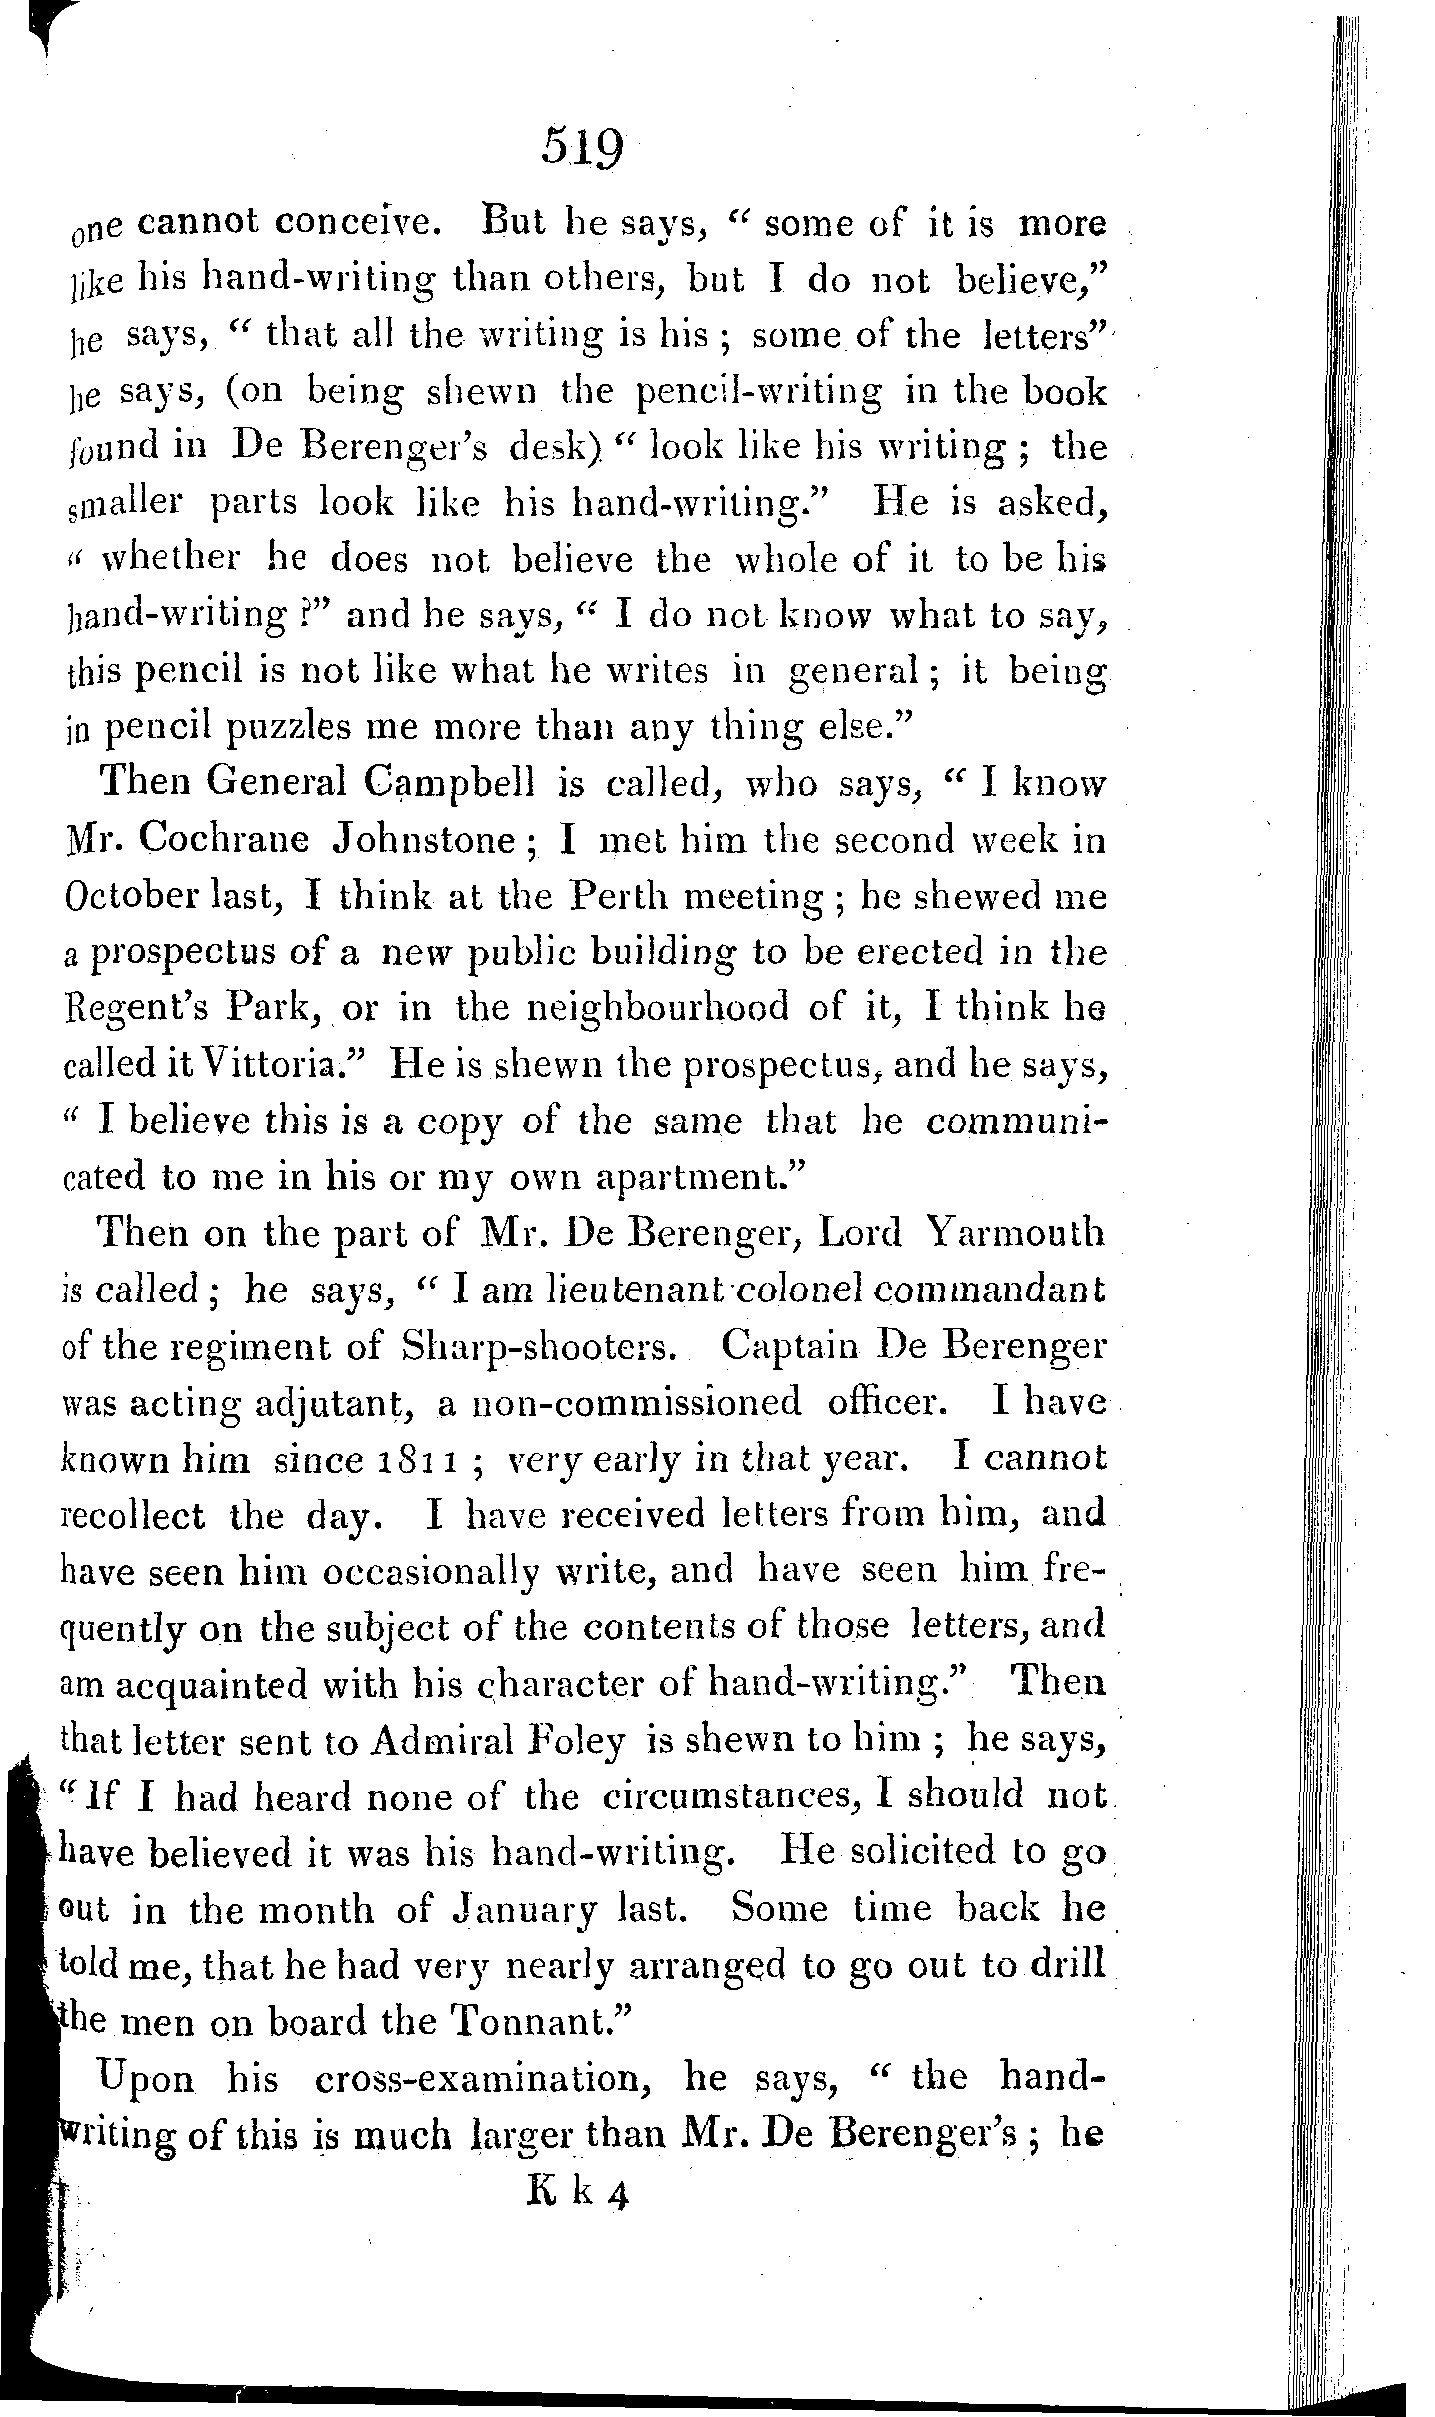 519
one cannot conceive. But he says, “ some of it is more
like his hand-writing than others, but I do not believe,”
he says, “ that all the writing is his ; some of the letters”
he says, (on being shewn the pencil-writing in the book
found in De Berenger’s desk) “ look like his writing ; the
smaller parts look like his hand-writing.” He is asked,
“ whether he does not believe the whole of it to be his
hand-writing ?” and he says, “ I do not know what to say,
this pencil is not like what he writes in general ; it being
in pencil puzzles me more than any thing else.”
Then General Campbell is called, who says, “ I know
Mr. Cochrane Johnstone ; I met him the second week in
October last, I think at the Perth meeting ; he shewed me
a prospectus of a new public building to be erected in the
Regent’s Park, or in the neighbourhood of it, I think he
called it Vittoria.” He is shewn the prospectus, and he says,
“ I believe this is a copy of the same that he communi-
cated to me in his or my own apartment.”
Then on the part of Mr. De Berenger, Lord Yarmouth
is called ; he says, “ I am lieutenant colonel commandant
of the regiment of Sharp-shooters. Captain De Berenger
was acting adjutant, a non-commissioned officer. I have
known him since 1811 ; very early in that year. I cannot
recollect the day. I have received letters from him, and
have seen him occasionally write, and have seen him fre-
quently on the subject of the contents of those letters, and
am acquainted with his character of hand-writing.” Then
that letter sent to Admiral Foley is shewn to him ; he says,
“ If I had heard none of the circumstances, I should not
have believed it was his hand-writing. He solicited to go
out in the month of January last. Some time back he
told me, that he had very nearly arranged to go out to drill
the men on board the Tonnant.”
Upon his cross-examination, he says, “ the hand-
writing of this is much larger than Mr. De Berenger’s ; he
K k 4